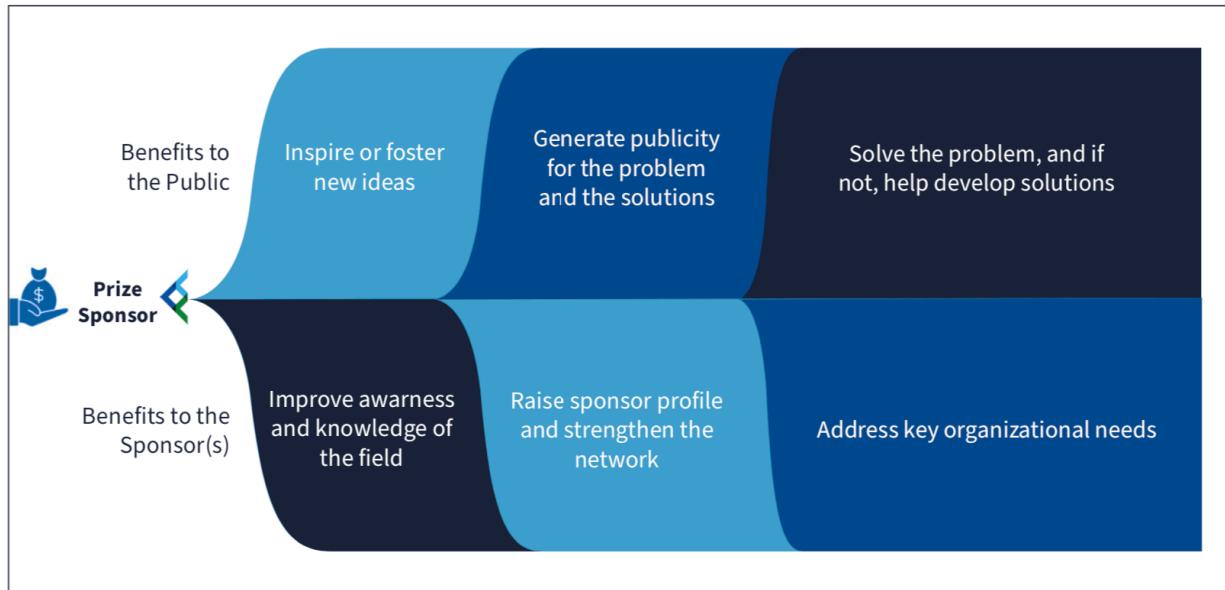 Benefits to
the Public
Inspire or foster
new ideas
Generate publicity
for the problem
and the solutions
Solve the problem, and if
not, help develop solutions
$
Prize
Sponsor
Benefits to the
Sponsor(s)
Improve awarness
and knowledge of
the field
Raise sponsor profile
and strengthen the
network
Address key organizational needs